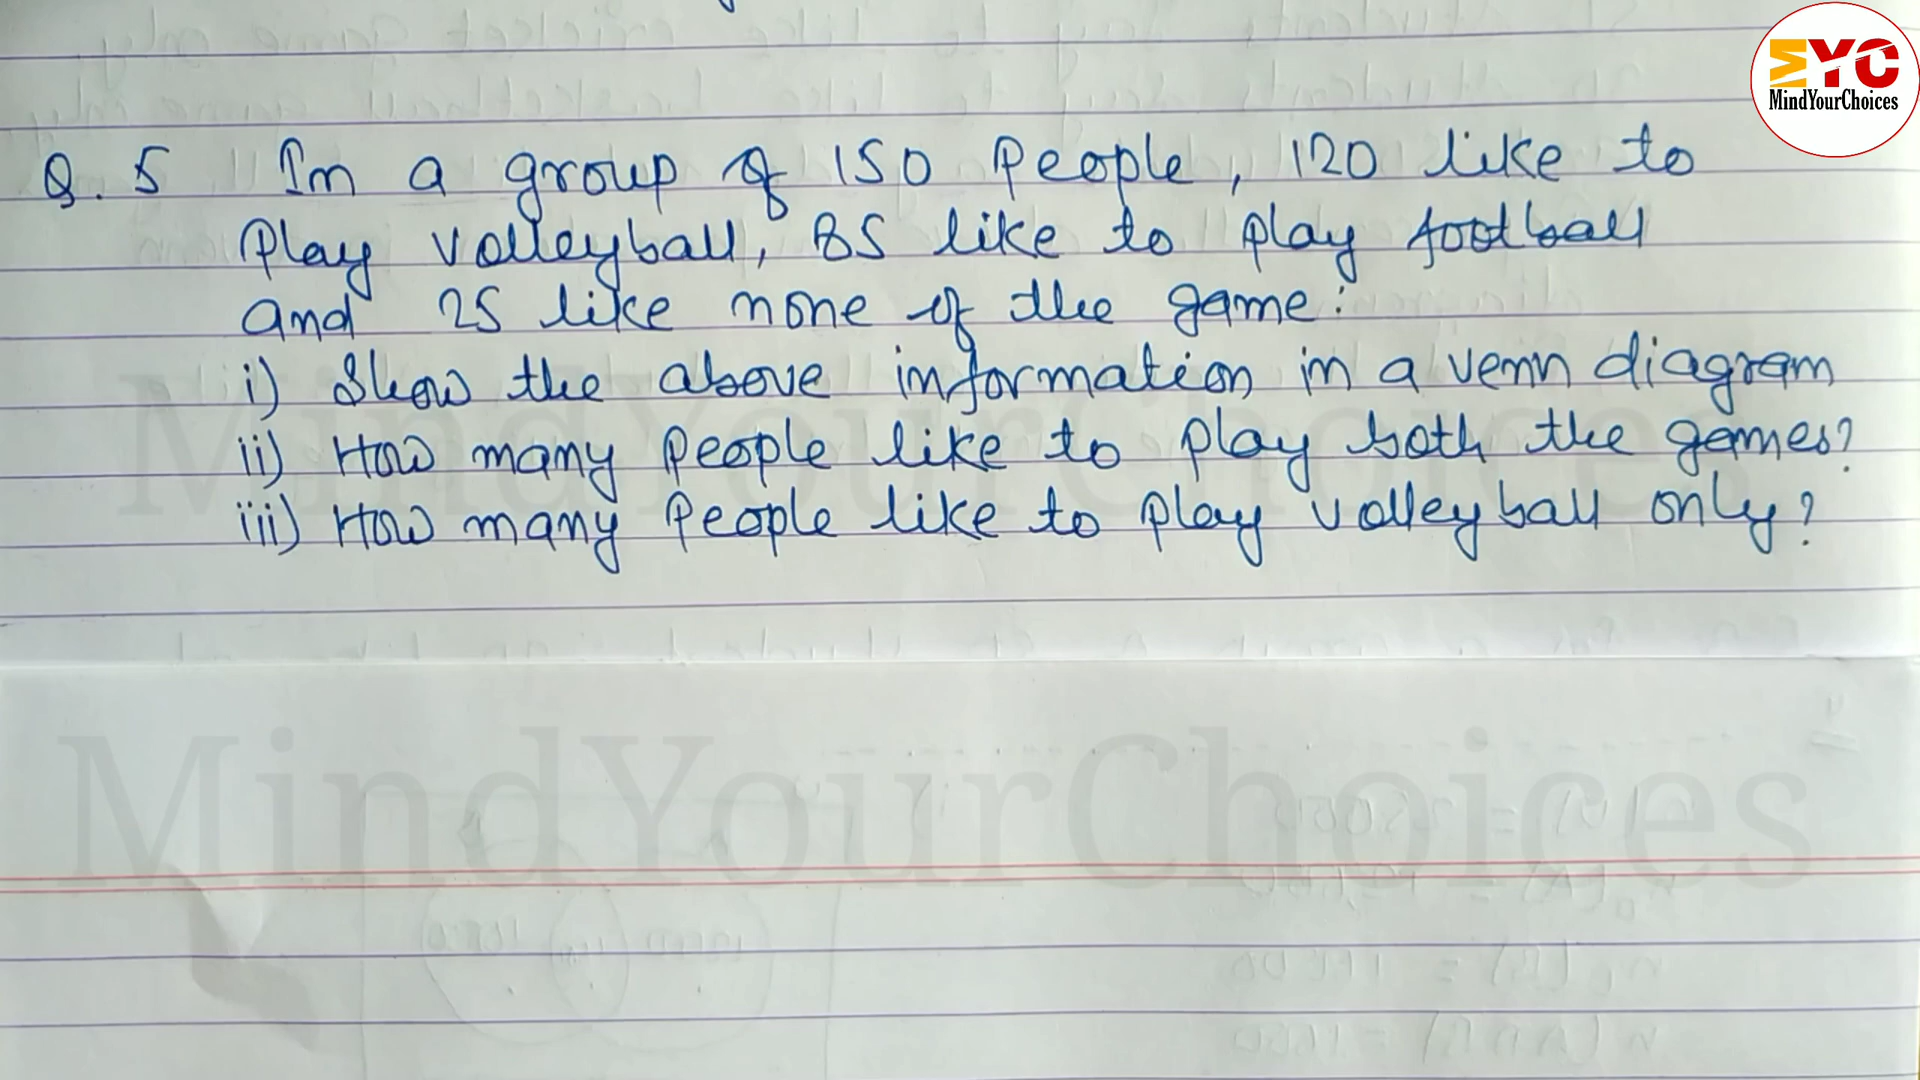 MYC
MindYourChoices
Q. 5 In a group of 150 people, 120 like to
play volleyball, 85 like to play football
and 25 like none of the game:
i) Show the above information in a venn diagram
ii) How many people like to play both the games?
iii) How many people like to play volleyball only?
MindYourChoices
MindYourChoices